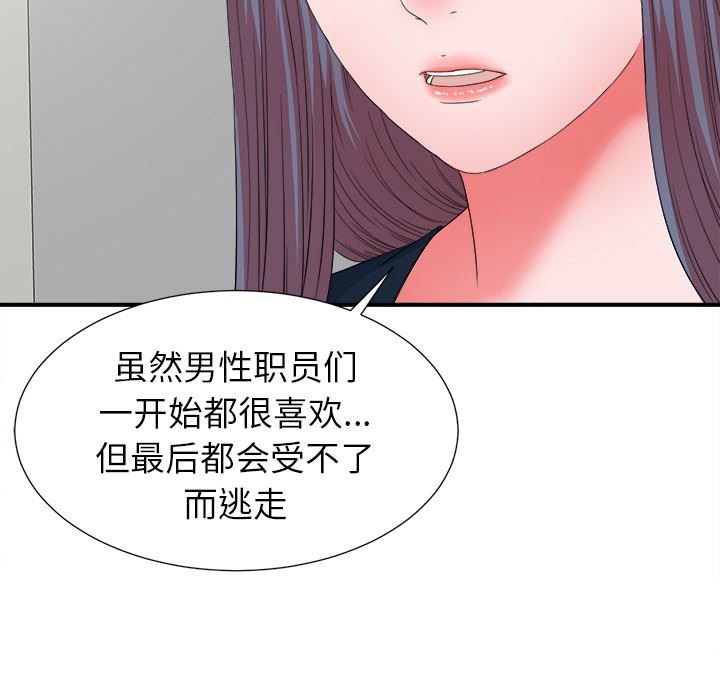 虽然男性职员们
一开始都很喜欢…
但最后都会受不了
而逃走